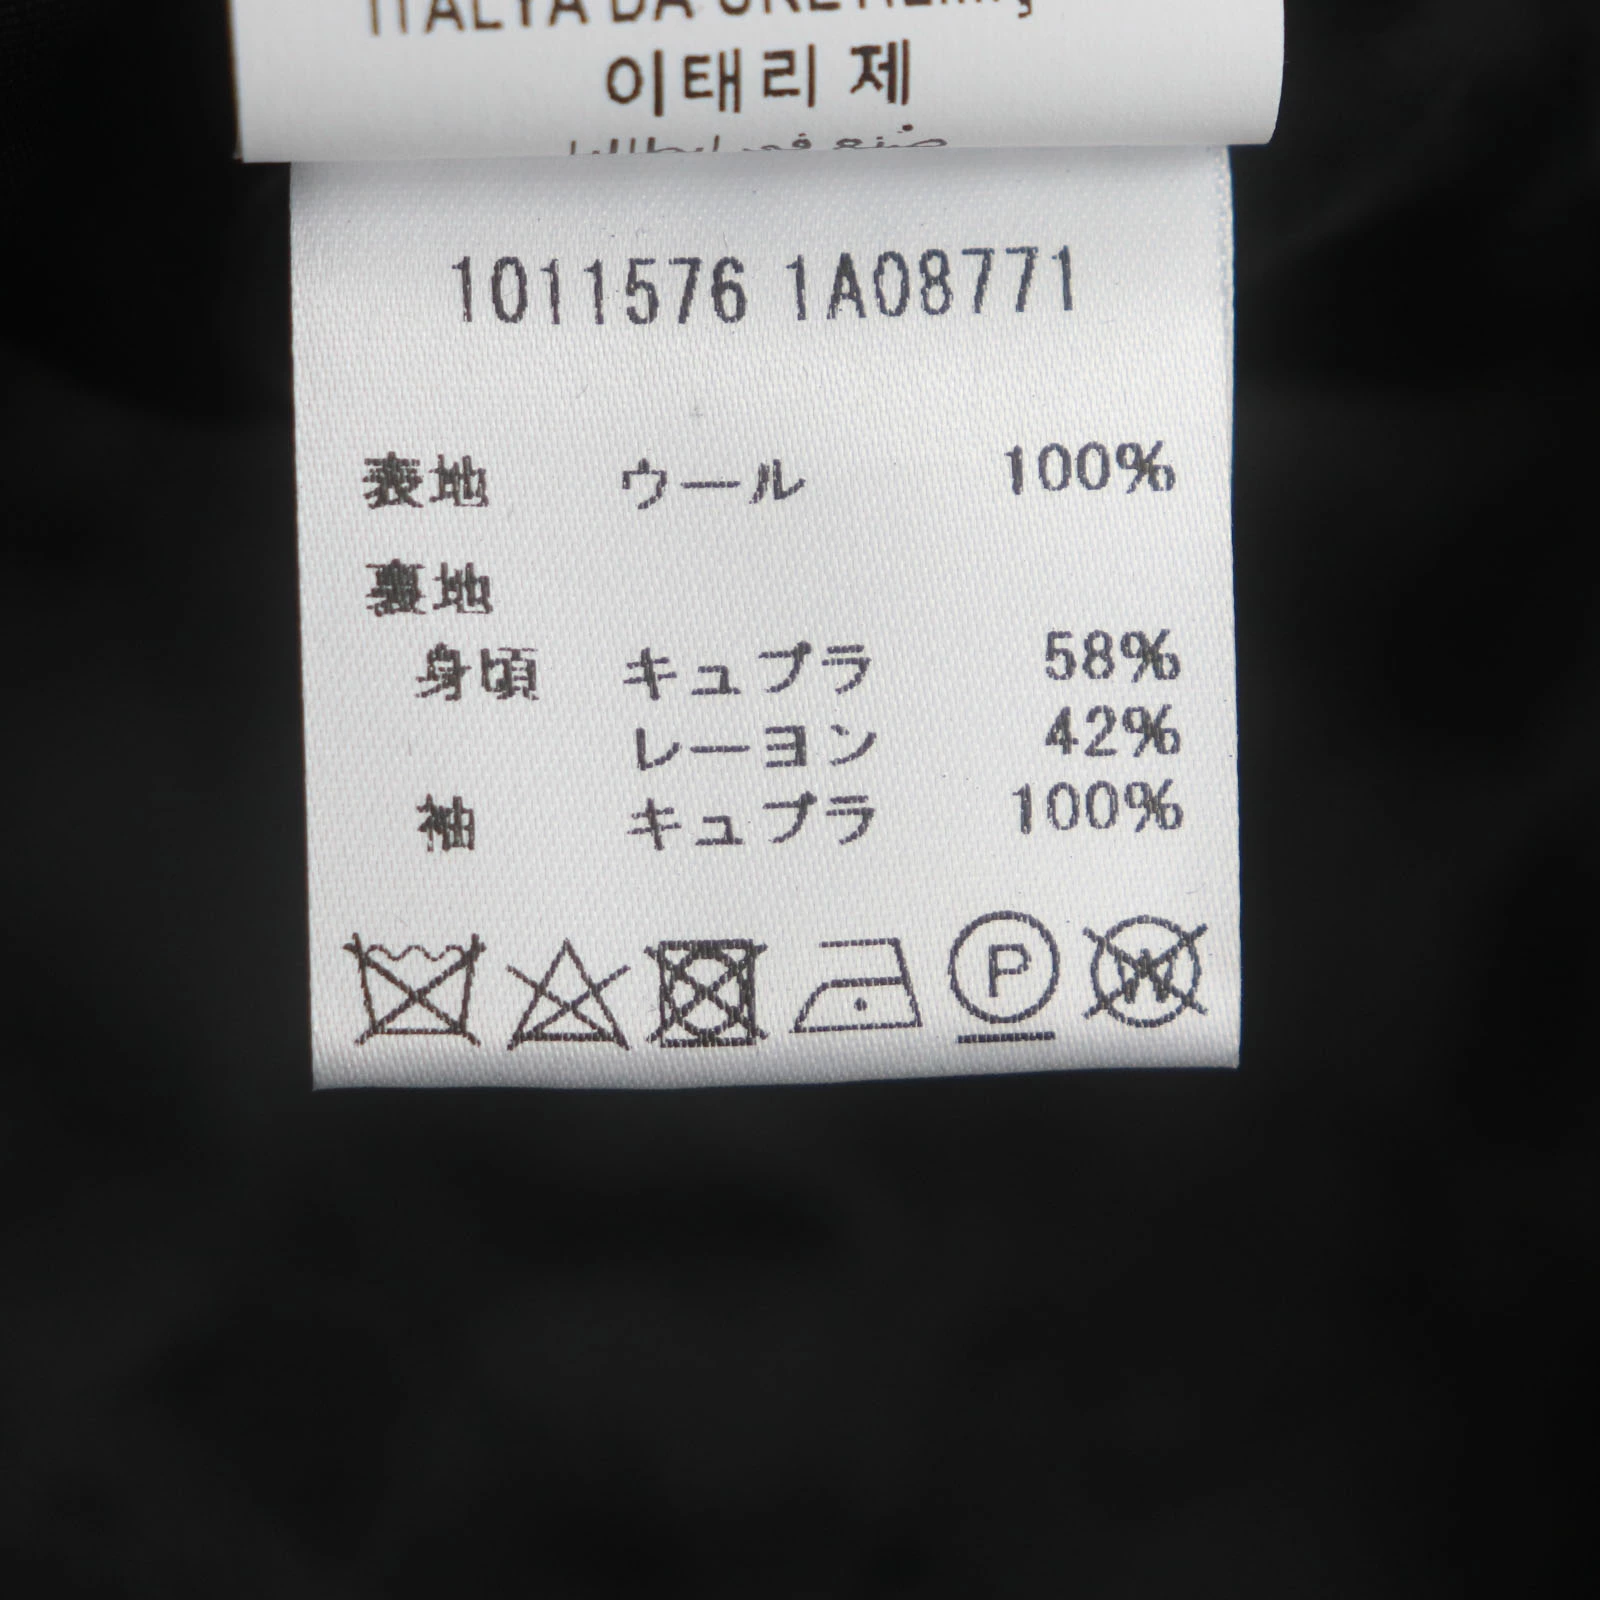 이태리 제
1011576 1A08771
表地 ウール 100%
裏地
身頃 キュプラ 58%
レーヨン 42%
袖 キュプラ 100%
P
W